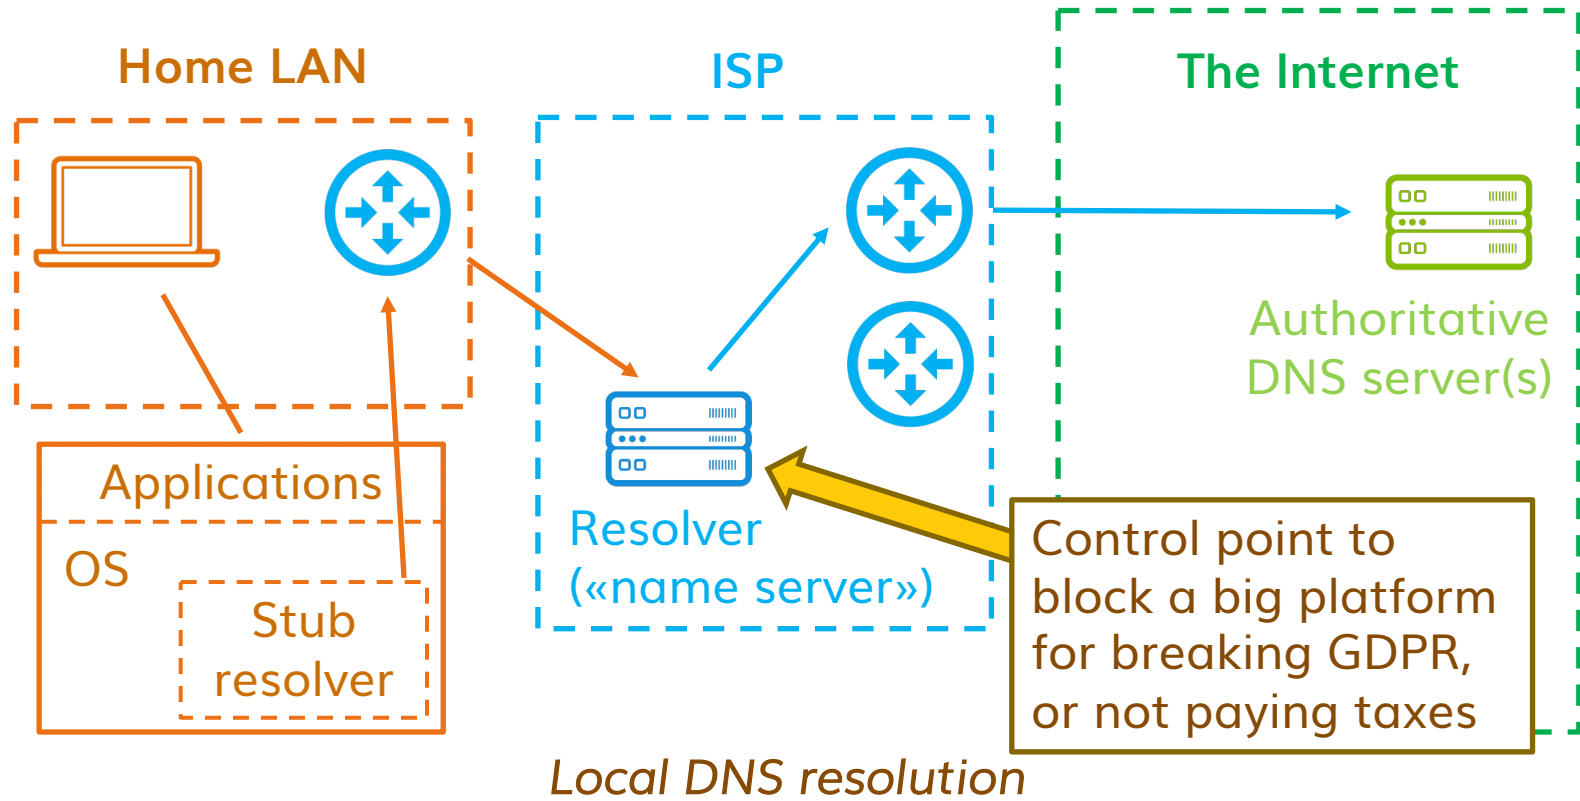 Home LAN
ISP
The Internet
Authoritative
DNS server(s)
Applications
OS
Stub
resolver
Resolver
(«name server»)
Control point to
block a big platform
for breaking GDPR,
or not paying taxes
Local DNS resolution